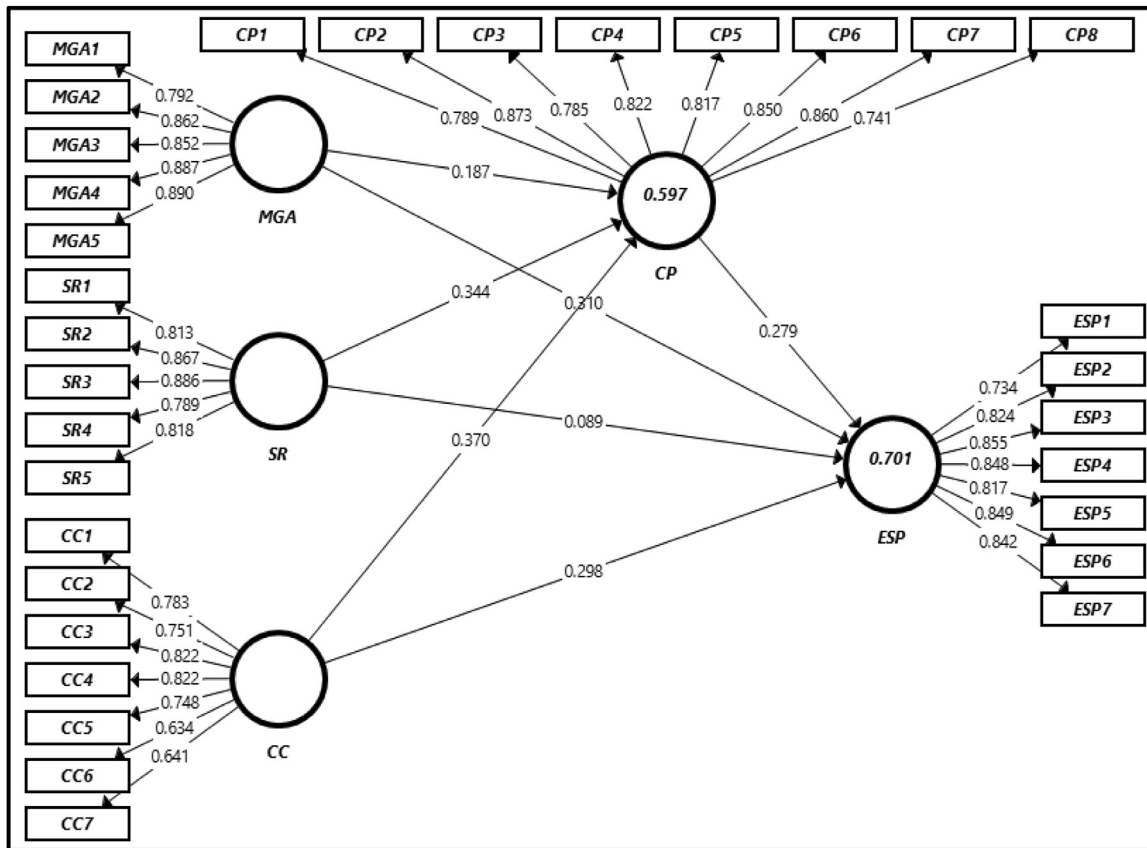 CP1 CP2 CP3 CP4 CP5 CP6 CP7 CP8
MGA1
MGA2
MGA3
MGA4
MGA5
0.792
0.862
0.852
0.887
0.890
MGA
0.789
0.873
0.785
0.822
0.817
0.850
0.860
0.741
0.597
CP
0.187
0.310
0.344
0.279
SR1
SR2
SR3
SR4
SR5
0.813
0.867
0.886
0.789
0.818
SR
0.089
0.370
0.298
0.701
ESP
0.734
0.824
0.855
0.848
0.817
0.849
0.842
ESP1
ESP2
ESP3
ESP4
ESP5
ESP6
ESP7
CC1
CC2
CC3
CC4
CC5
CC6
CC7
0.783
0.751
0.822
0.822
0.748
0.634
0.641
CC